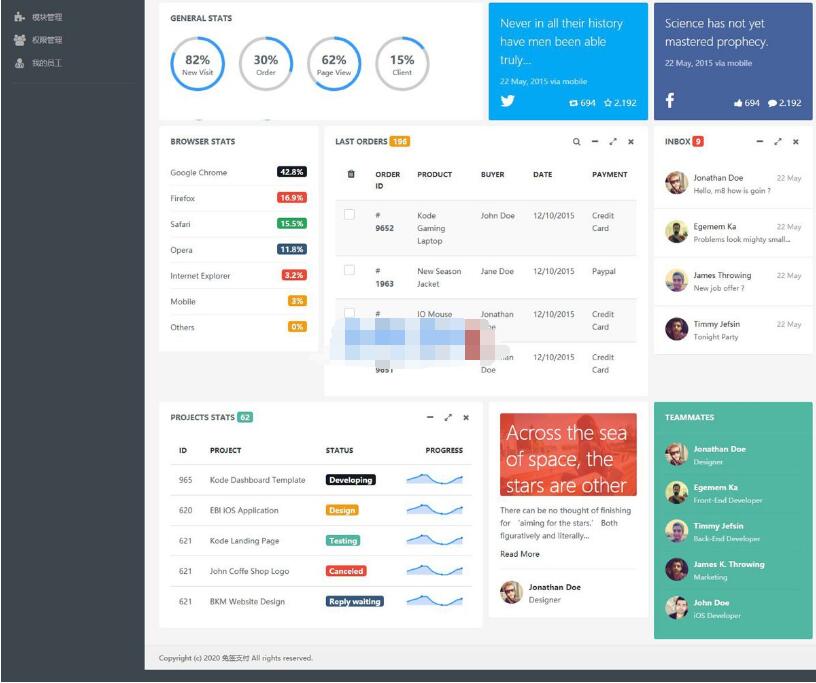 模块管理
权限管理
我的员工
GENERAL STATS
82%
New Visit
30%
Order
62%
Page View
15%
Client
Never in all their history
have men been able
truly...
22 May, 2015 via mobile
694 2.192
Science has not yet
mastered prophecy.
22 May, 2015 via mobile
694 2.192
BROWSER STATS
Google Chrome 42.8%
Firefox 16.9%
Safari 15.5%
Opera 11.8%
Internet Explorer 3.2%
Mobile 3%
Others 0%
LAST ORDERS 196
ORDER ID PRODUCT BUYER DATE PAYMENT
# 9652 Kode Gaming Laptop John Doe 12/10/2015 Credit Card
# 1963 New Season Jacket Jane Doe 12/10/2015 Paypal
# IO Mouse Jonathan 12/10/2015 Credit Card
9651 Doe 12/10/2015 Credit Card
INBOX 9
Jonathan Doe 22 May
Hello, m8 how is goin ?
Egemem Ka 22 May
Problems look mighty small...
James Throwing 22 May
New job offer ?
Timmy Jefsin 22 May
Tonight Party
PROJECTS STATS 62
ID PROJECT STATUS PROGRESS
965 Kode Dashboard Template Developing
620 EBI IOS Application Design
621 Kode Landing Page Testing
621 John Coffe Shop Logo Canceled
621 BKM Website Design Reply waiting
Across the sea
of space, the
stars are other
There can be no thought of finishing
for ‘aiming for the stars.’ Both
figuratively and literally...
Read More
Jonathan Doe
Designer
TEAMMATES
Jonathan Doe
Designer
Egemem Ka
Front-End Developer
Timmy Jefsin
Back-End Developer
James K. Throwing
Marketing
John Doe
iOS Developer
Copyright (c) 2020 免签支付 All rights reserved.